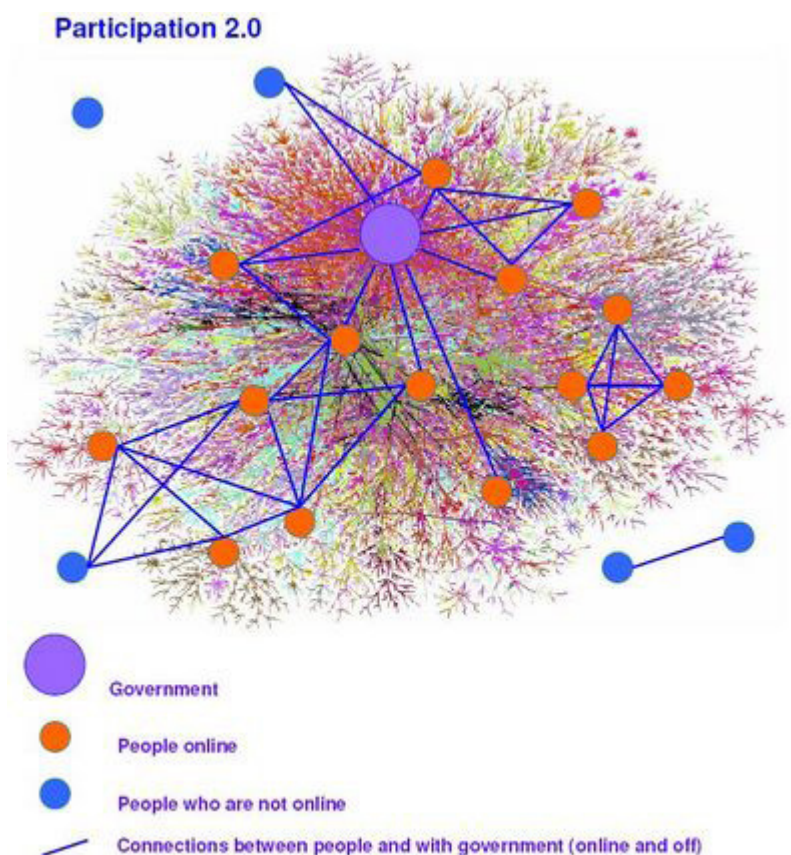 Participation 2.0
Government
People online
People who are not online
Connections between people and with government (online and off)